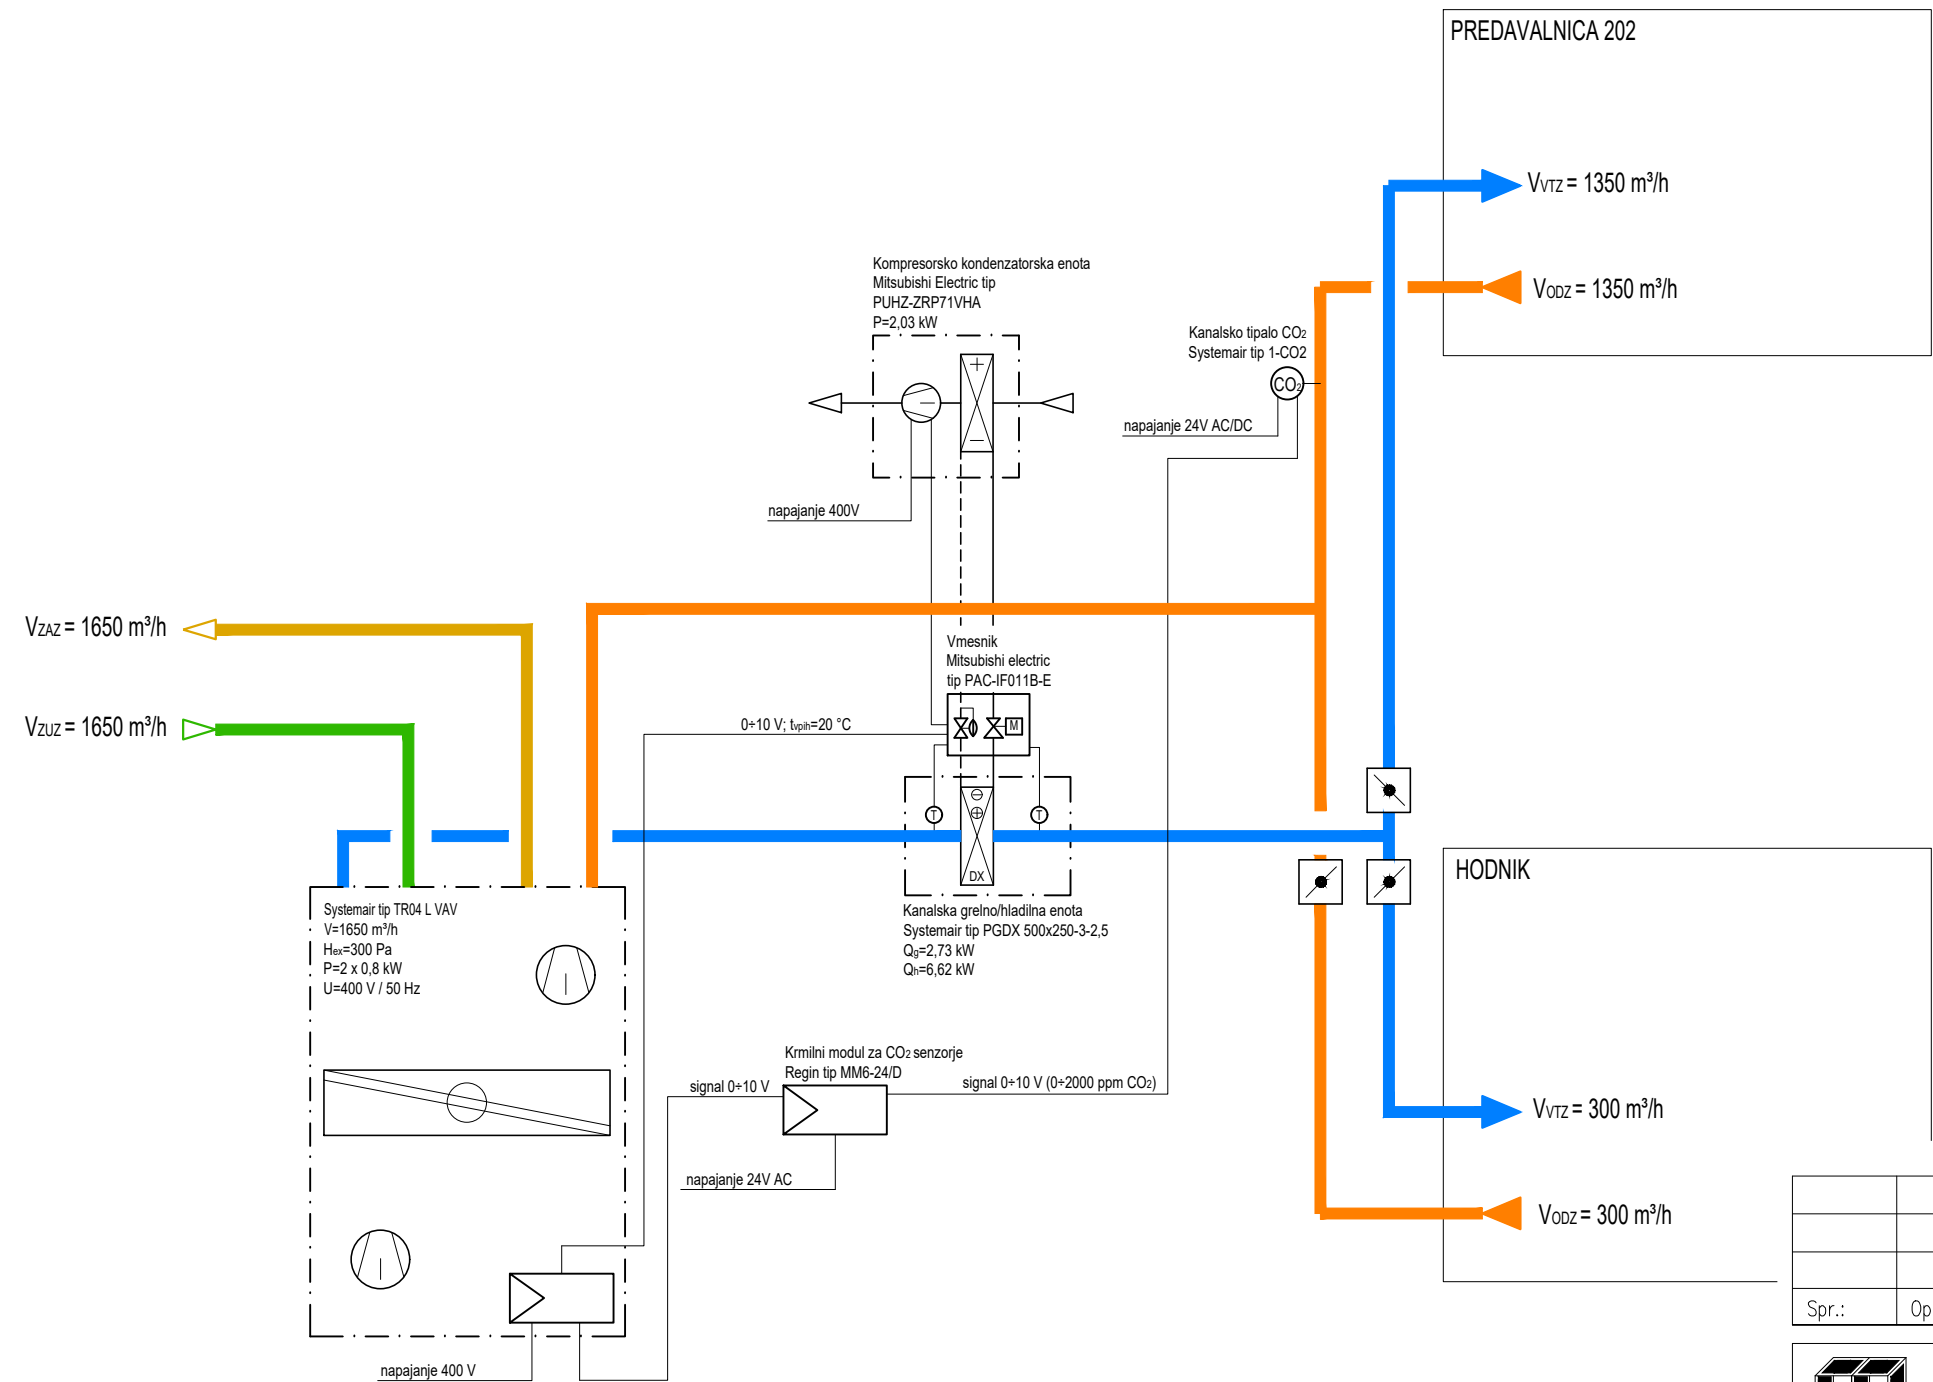 PREDAVALNICA 202
VVTZ = 1350 m³/h
VODZ = 1350 m³/h
Kompresorsko kondenzatorska enota
Mitsubishi Electric tip
PUHZ-ZRP71VHA
P=2,03 kW
Kanalsko tipalo CO2
Systemair tip 1-CO2
CO2
napajanje 24V AC/DC
napajanje 400V
VZAZ = 1650 m³/h
VZUZ = 1650 m³/h
Vmesnik
Mitsubishi electric
tip PAC-IF011B-E
M
0÷10 V; tvpih=20 °C
T
T
DX
Kanalska grelno/hladilna enota
Systemair tip PGDX 500x250-3-2,5
Qg=2,73 kW
Qh=6,62 kW
Systemair tip TR04 L VAV
V=1650 m³/h
Hex=300 Pa
P=2 x 0,8 kW
U=400 V / 50 Hz
HODNIK
Krmilni modul za CO2 senzorje
Regin tip MM6-24/D
signal 0÷10 V
signal 0÷10 V (0÷2000 ppm CO2)
napajanje 24V AC
VVTZ = 300 m³/h
VODZ = 300 m³/h
napajanje 400 V
Spr.:
Op